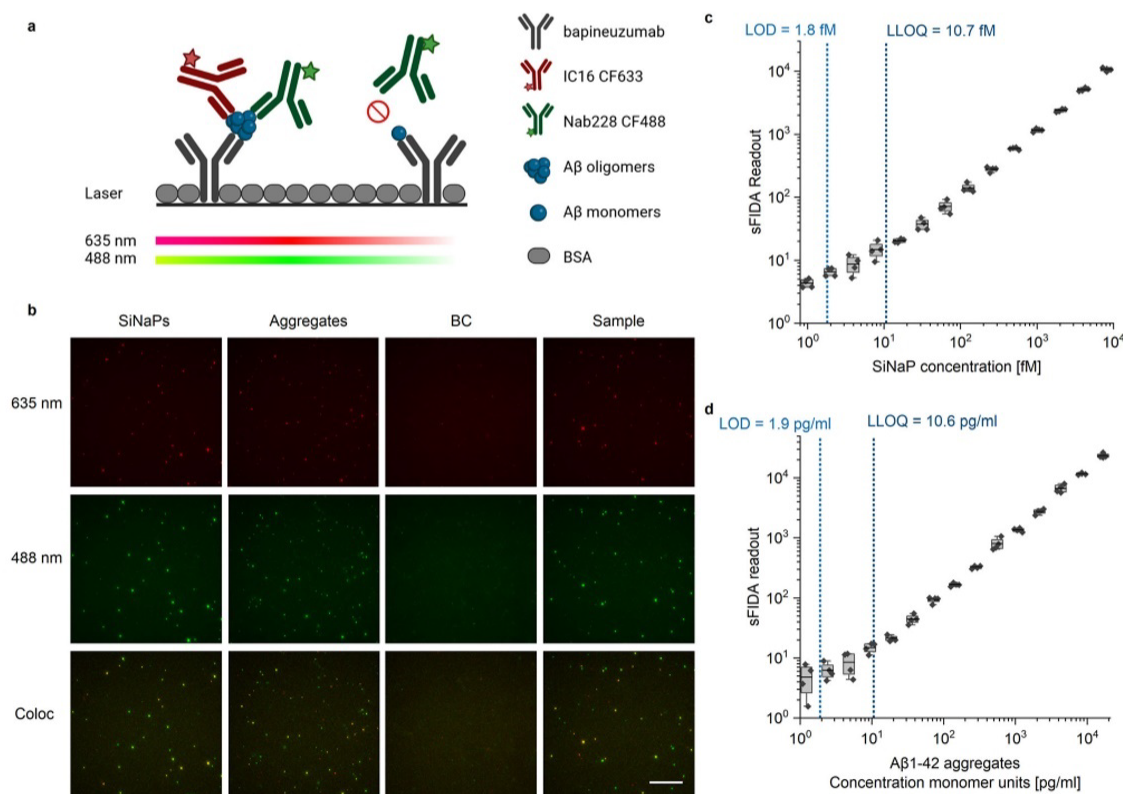 a
bapineuzumab
IC16 CF633
Nab228 CF488
Aβ oligomers
Aβ monomers
BSA
Laser
635 nm
488 nm
b
SiNaPs
Aggregates
BC
Sample
635 nm
488 nm
Coloc
c
LOD = 1.8 fM
LLOQ = 10.7 fM
sFIDA Readout
10⁴
10³
10²
10¹
10⁰
10⁰
10¹
10²
10³
10⁴
SiNaP concentration [fM]
d
LOD = 1.9 pg/ml
LLOQ = 10.6 pg/ml
sFIDA readout
10⁴
10³
10²
10¹
10⁰
10⁰
10¹
10²
10³
10⁴
Aβ1-42 aggregates
Concentration monomer units [pg/ml]